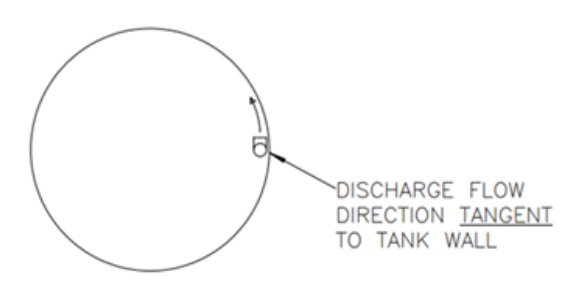 DISCHARGE FLOW
DIRECTION TANGENT
TO TANK WALL